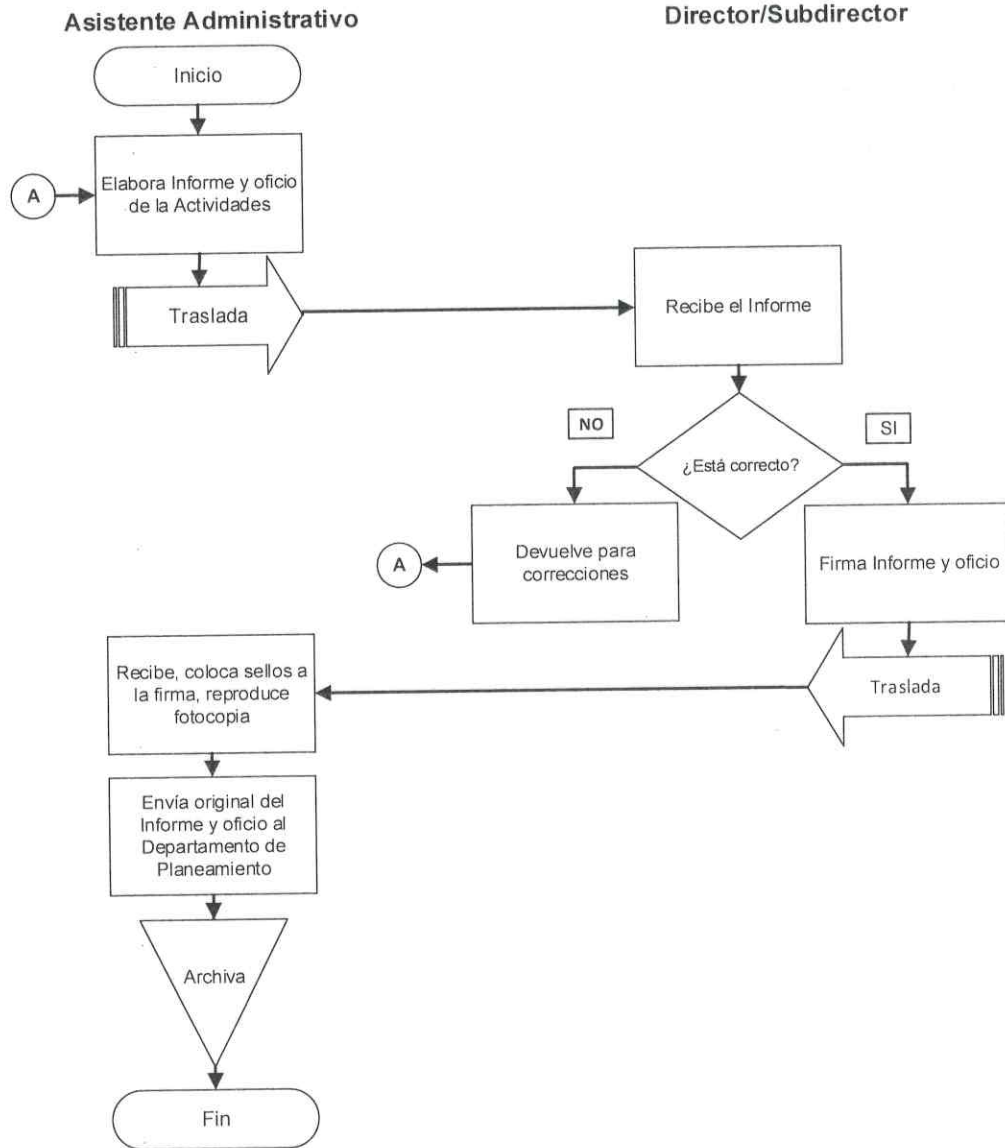 Asistente Administrativo
Director/Subdirector
Inicio
A
Elabora Informe y oficio
de la Actividades
Traslada
Recibe el Informe
NO
SI
¿Está correcto?
A
Devuelve para
correcciones
Firma Informe y oficio
Traslada
Recibe, coloca sellos a
la firma, reproduce
fotocopia
Envía original del
Informe y oficio al
Departamento de
Planeamiento
Archiva
Fin